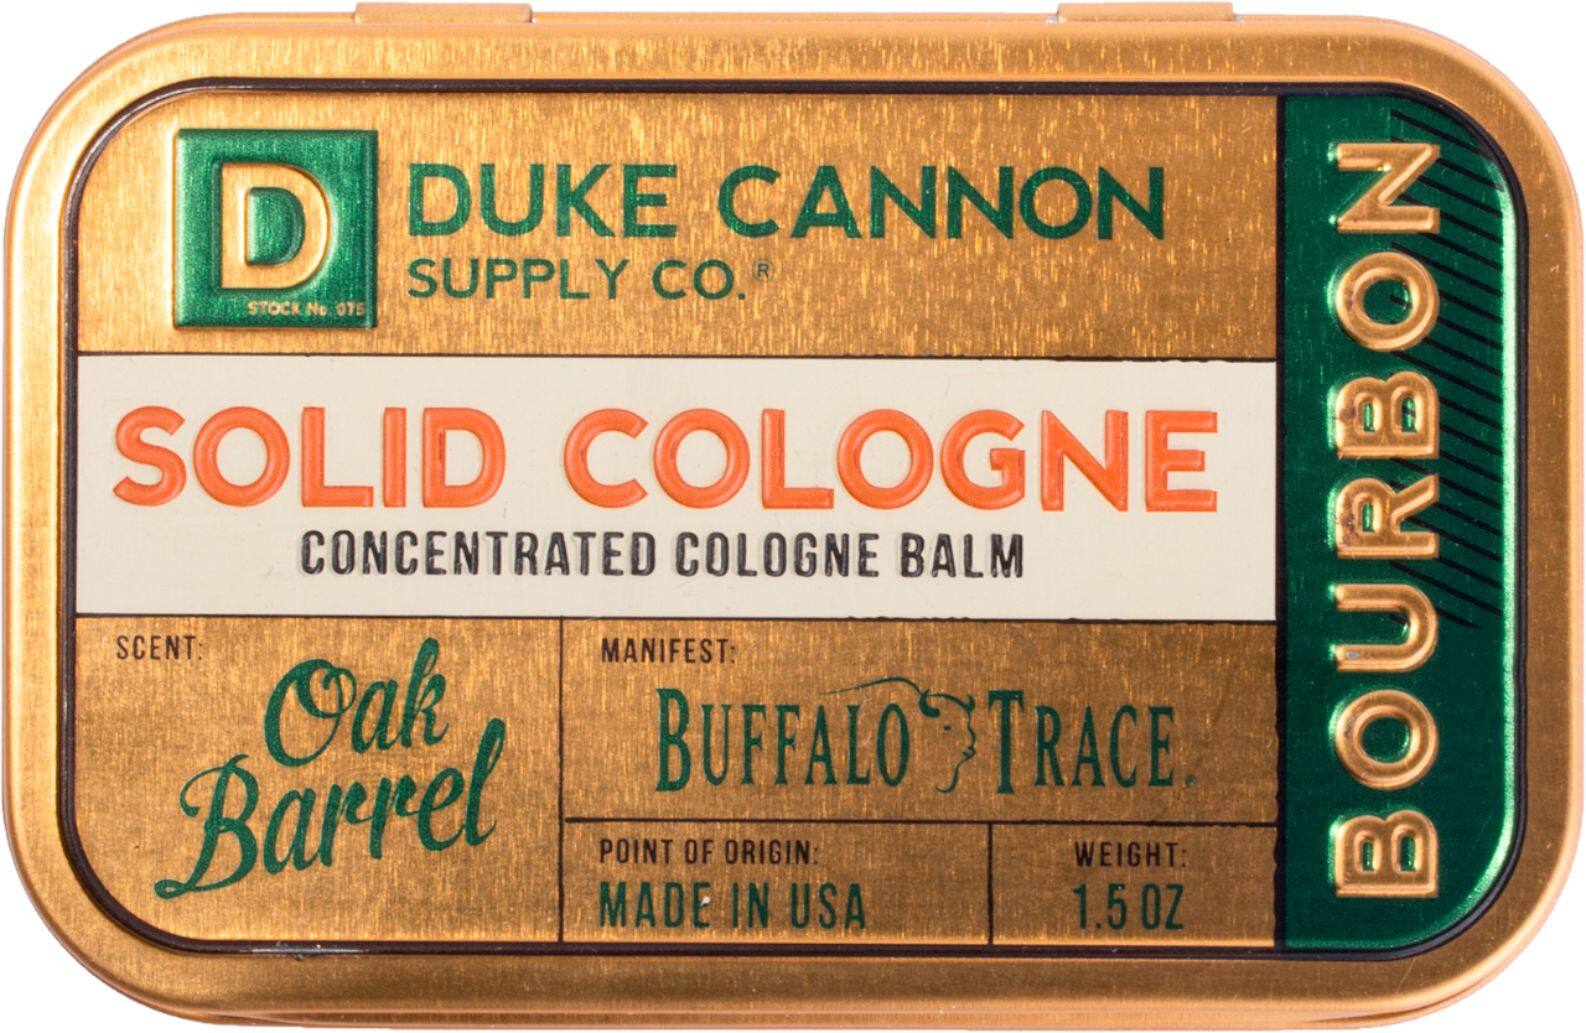 D
STOCK No 075
DUKE CANNON
SUPPLY CO.®
SOLID COLOGNE
CONCENTRATED COLOGNE BALM
SCENT:
Oak
Barrel
MANIFEST:
BUFFALO TRACE
POINT OF ORIGIN:
MADE IN USA
WEIGHT:
1.5 OZ
BOURBON